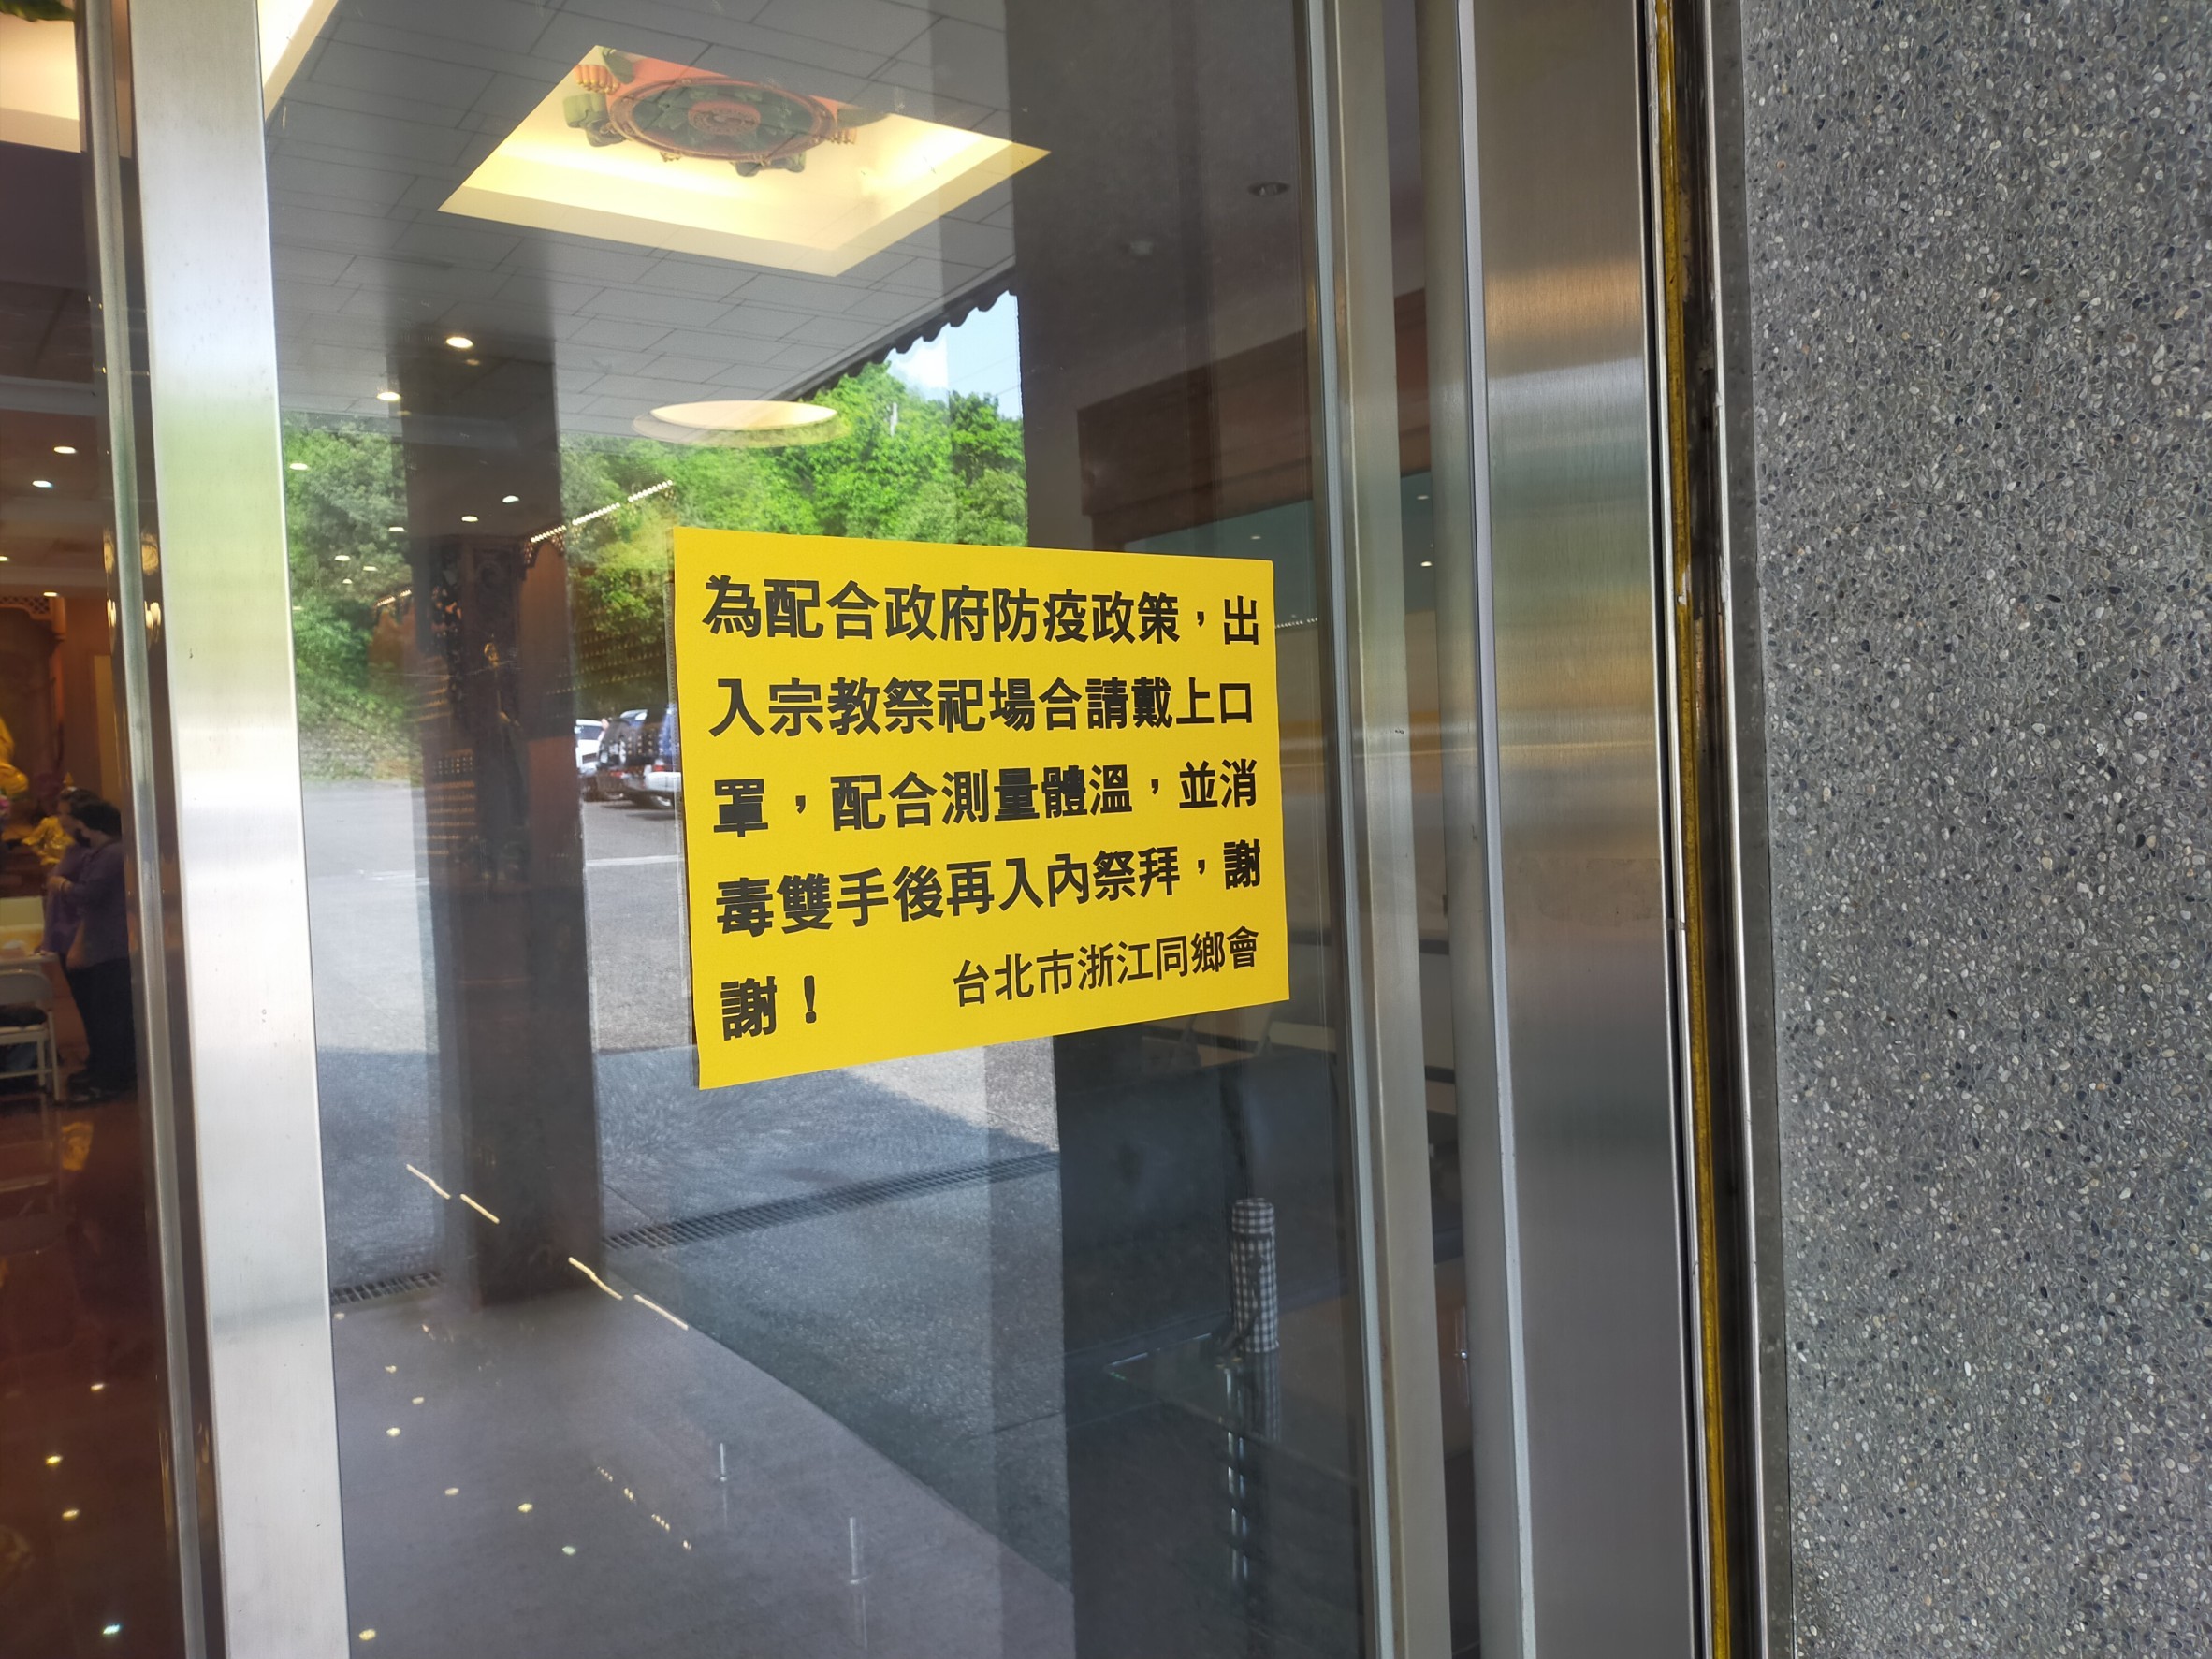 為配合政府防疫政策，出
入宗教祭祀場合請戴上口
罩，配合測量體溫，並消
毒雙手後再入內祭拜，謝
謝！ 台北市浙江同鄉會